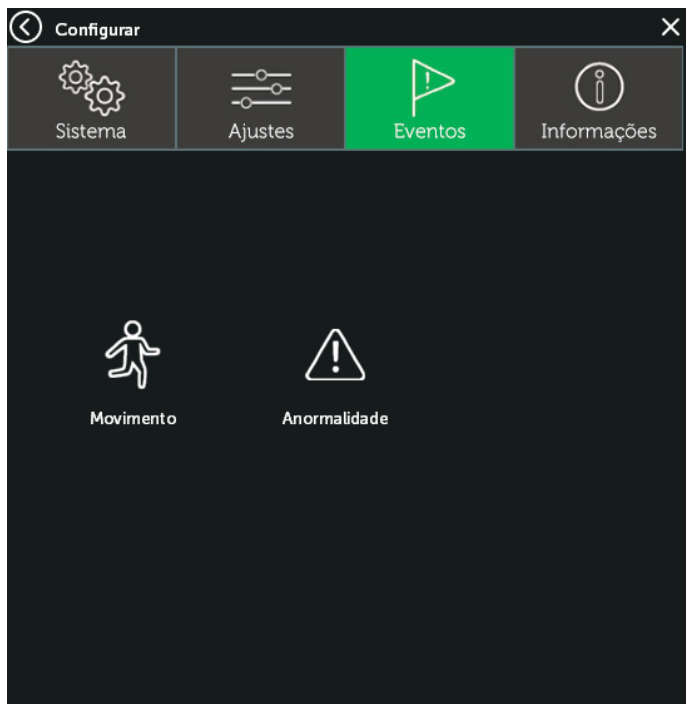 Configurar
Sistema Ajustes Eventos Informações
Movimento Anormalidade